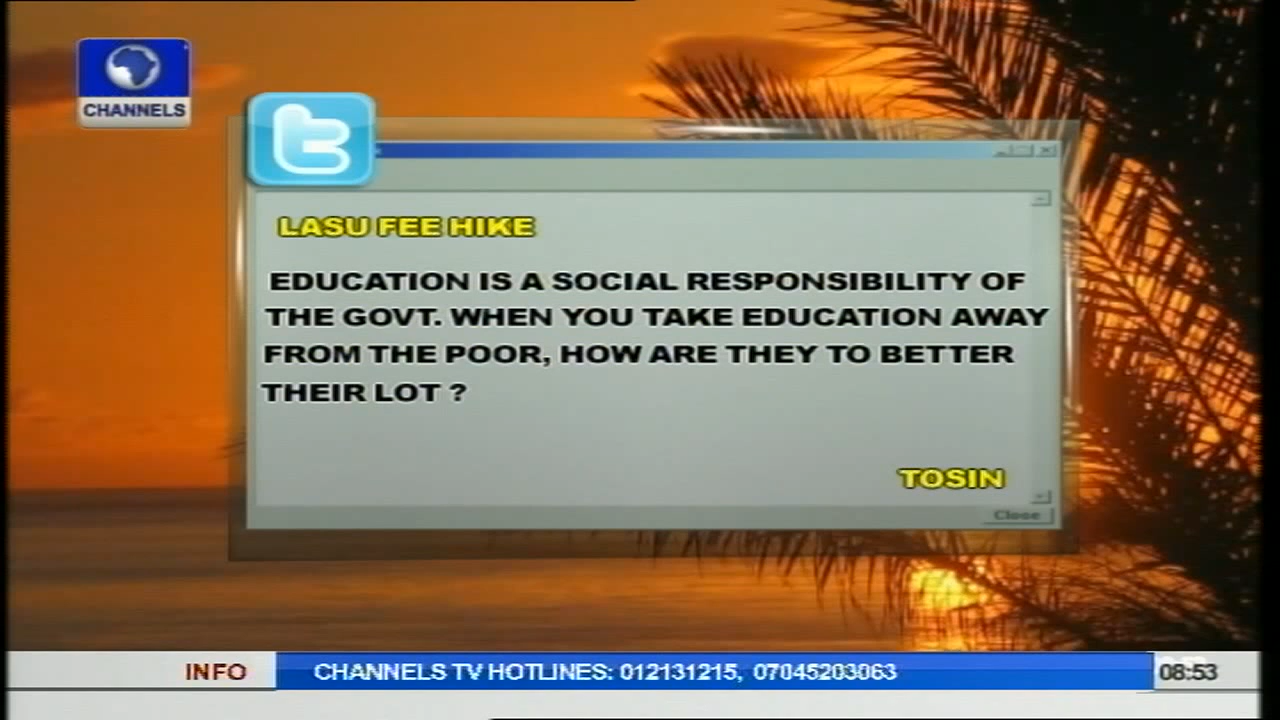 CHANNELS
LASU FEE HIKE
EDUCATION IS A SOCIAL RESPONSIBILITY OF
THE GOVT. WHEN YOU TAKE EDUCATION AWAY
FROM THE POOR, HOW ARE THEY TO BETTER
THEIR LOT ?
TOSIN
Close
INFO
CHANNELS TV HOTLINES: 012131215, 07045203063
08:53